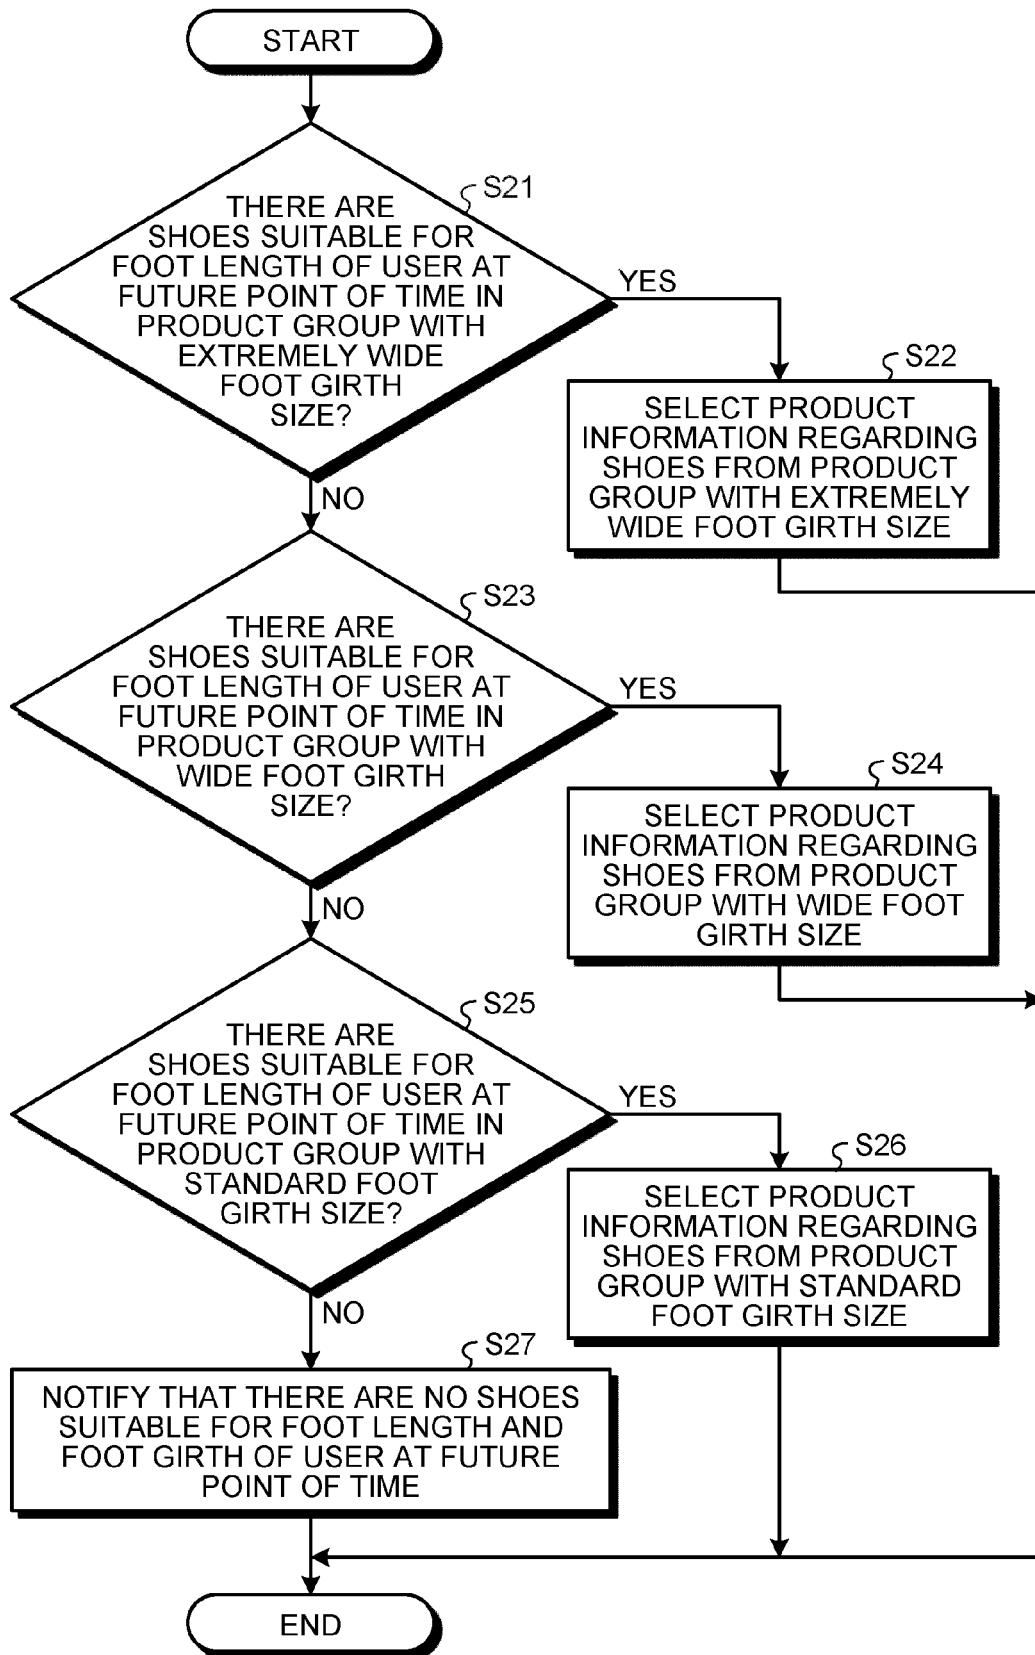 START
S21
THERE ARE
SHOES SUITABLE FOR
FOOT LENGTH OF USER AT
FUTURE POINT OF TIME IN
PRODUCT GROUP WITH
EXTREMELY WIDE
FOOT GIRTH
SIZE?
YES
NO
S22
SELECT PRODUCT
INFORMATION REGARDING
SHOES FROM PRODUCT
GROUP WITH EXTREMELY
WIDE FOOT GIRTH SIZE
S23
THERE ARE
SHOES SUITABLE FOR
FOOT LENGTH OF USER AT
FUTURE POINT OF TIME IN
PRODUCT GROUP WITH
WIDE FOOT GIRTH
SIZE?
YES
NO
S24
SELECT PRODUCT
INFORMATION REGARDING
SHOES FROM PRODUCT
GROUP WITH WIDE FOOT
GIRTH SIZE
S25
THERE ARE
SHOES SUITABLE FOR
FOOT LENGTH OF USER AT
FUTURE POINT OF TIME IN
PRODUCT GROUP WITH
STANDARD FOOT
GIRTH SIZE?
YES
NO
S26
SELECT PRODUCT
INFORMATION REGARDING
SHOES FROM PRODUCT
GROUP WITH STANDARD
FOOT GIRTH SIZE
S27
NOTIFY THAT THERE ARE NO SHOES
SUITABLE FOR FOOT LENGTH AND
FOOT GIRTH OF USER AT FUTURE
POINT OF TIME
END